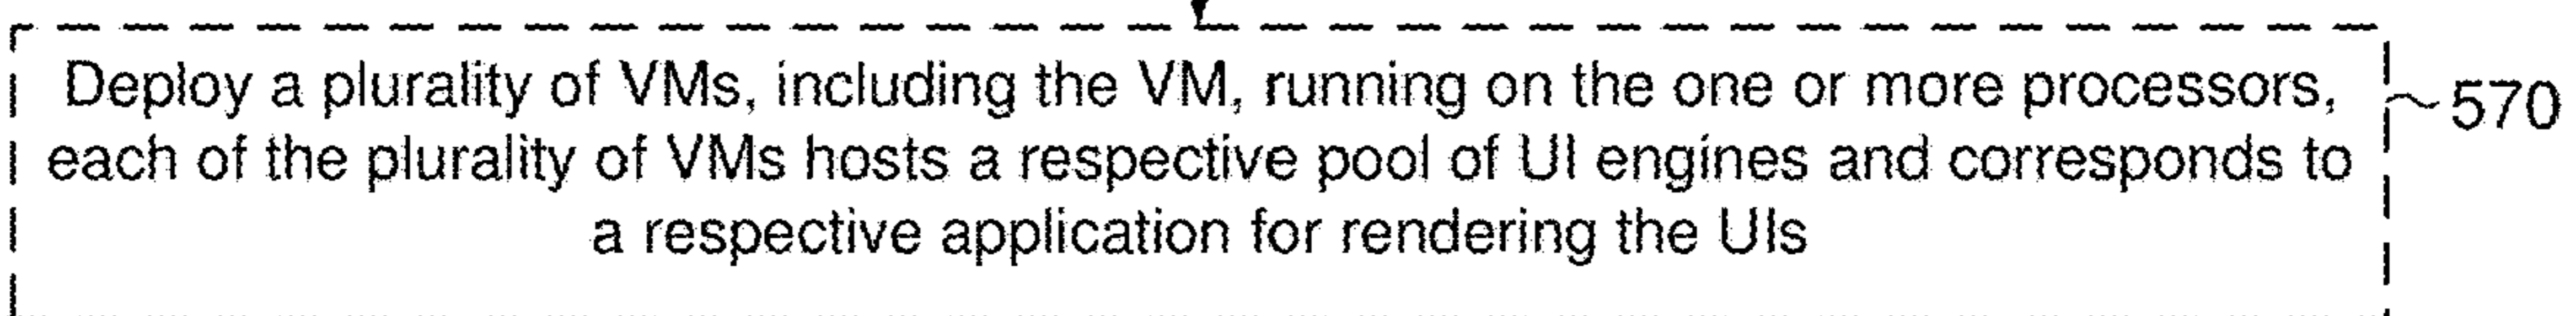 Deploy a plurality of VMs, including the VM, running on the one or more processors,
570
each of the plurality of VMs hosts a respective pool of UI engines and corresponds to
a respective application for rendering the UIs